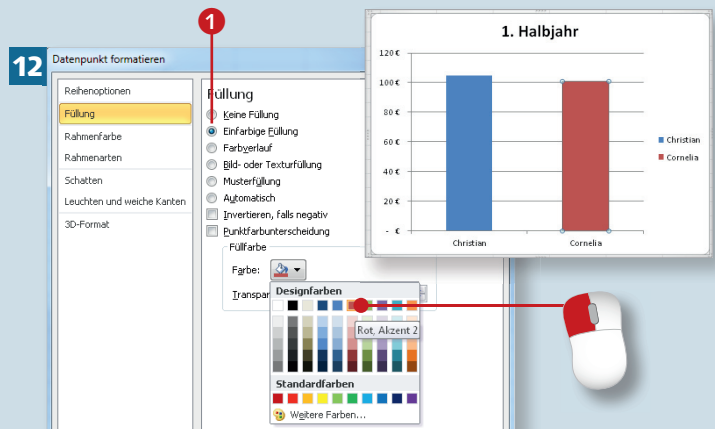 12
1
Datenpunkt formatieren
Reihenoptionen
Füllung
Rahmenfarbe
Rahmenarten
Schatten
Leuchten und weiche Kanten
3D-Format
Füllung
Keine Füllung
Einfarbige Füllung
Farbverlauf
Bild- oder Texturfüllung
Musterfüllung
Automatisch
Invertieren, falls negativ
Punktfarbunterscheidung
Füllfarbe
Farbe:
Transpar
Designfarben
Rot, Akzent 2
Standardfarben
Weitere Farben...
1. Halbjahr
120 €
100 €
80 €
60 €
40 €
20 €
- €
Christian
Cornelia
Christian
Cornelia